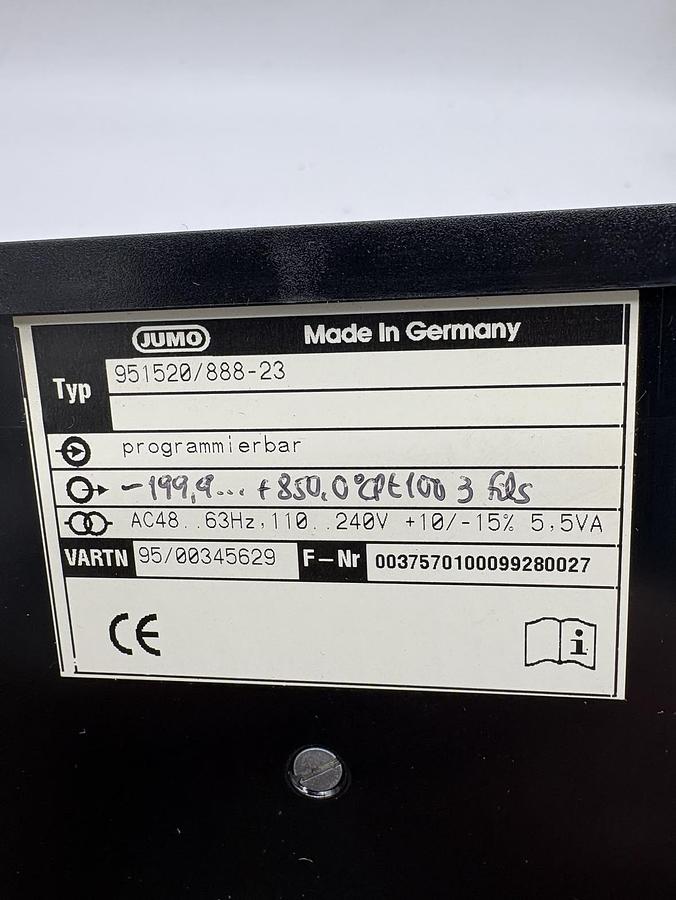 JUMO Made In Germany
Typ 951520/888-23
programmierbar
-199,9... +850,0°C Pt100 3 fils
AC48..63Hz,110..240V +10/-15% 5,5VA
VARTN 95/00345629 F-Nr 0037570100099280027
CE
i